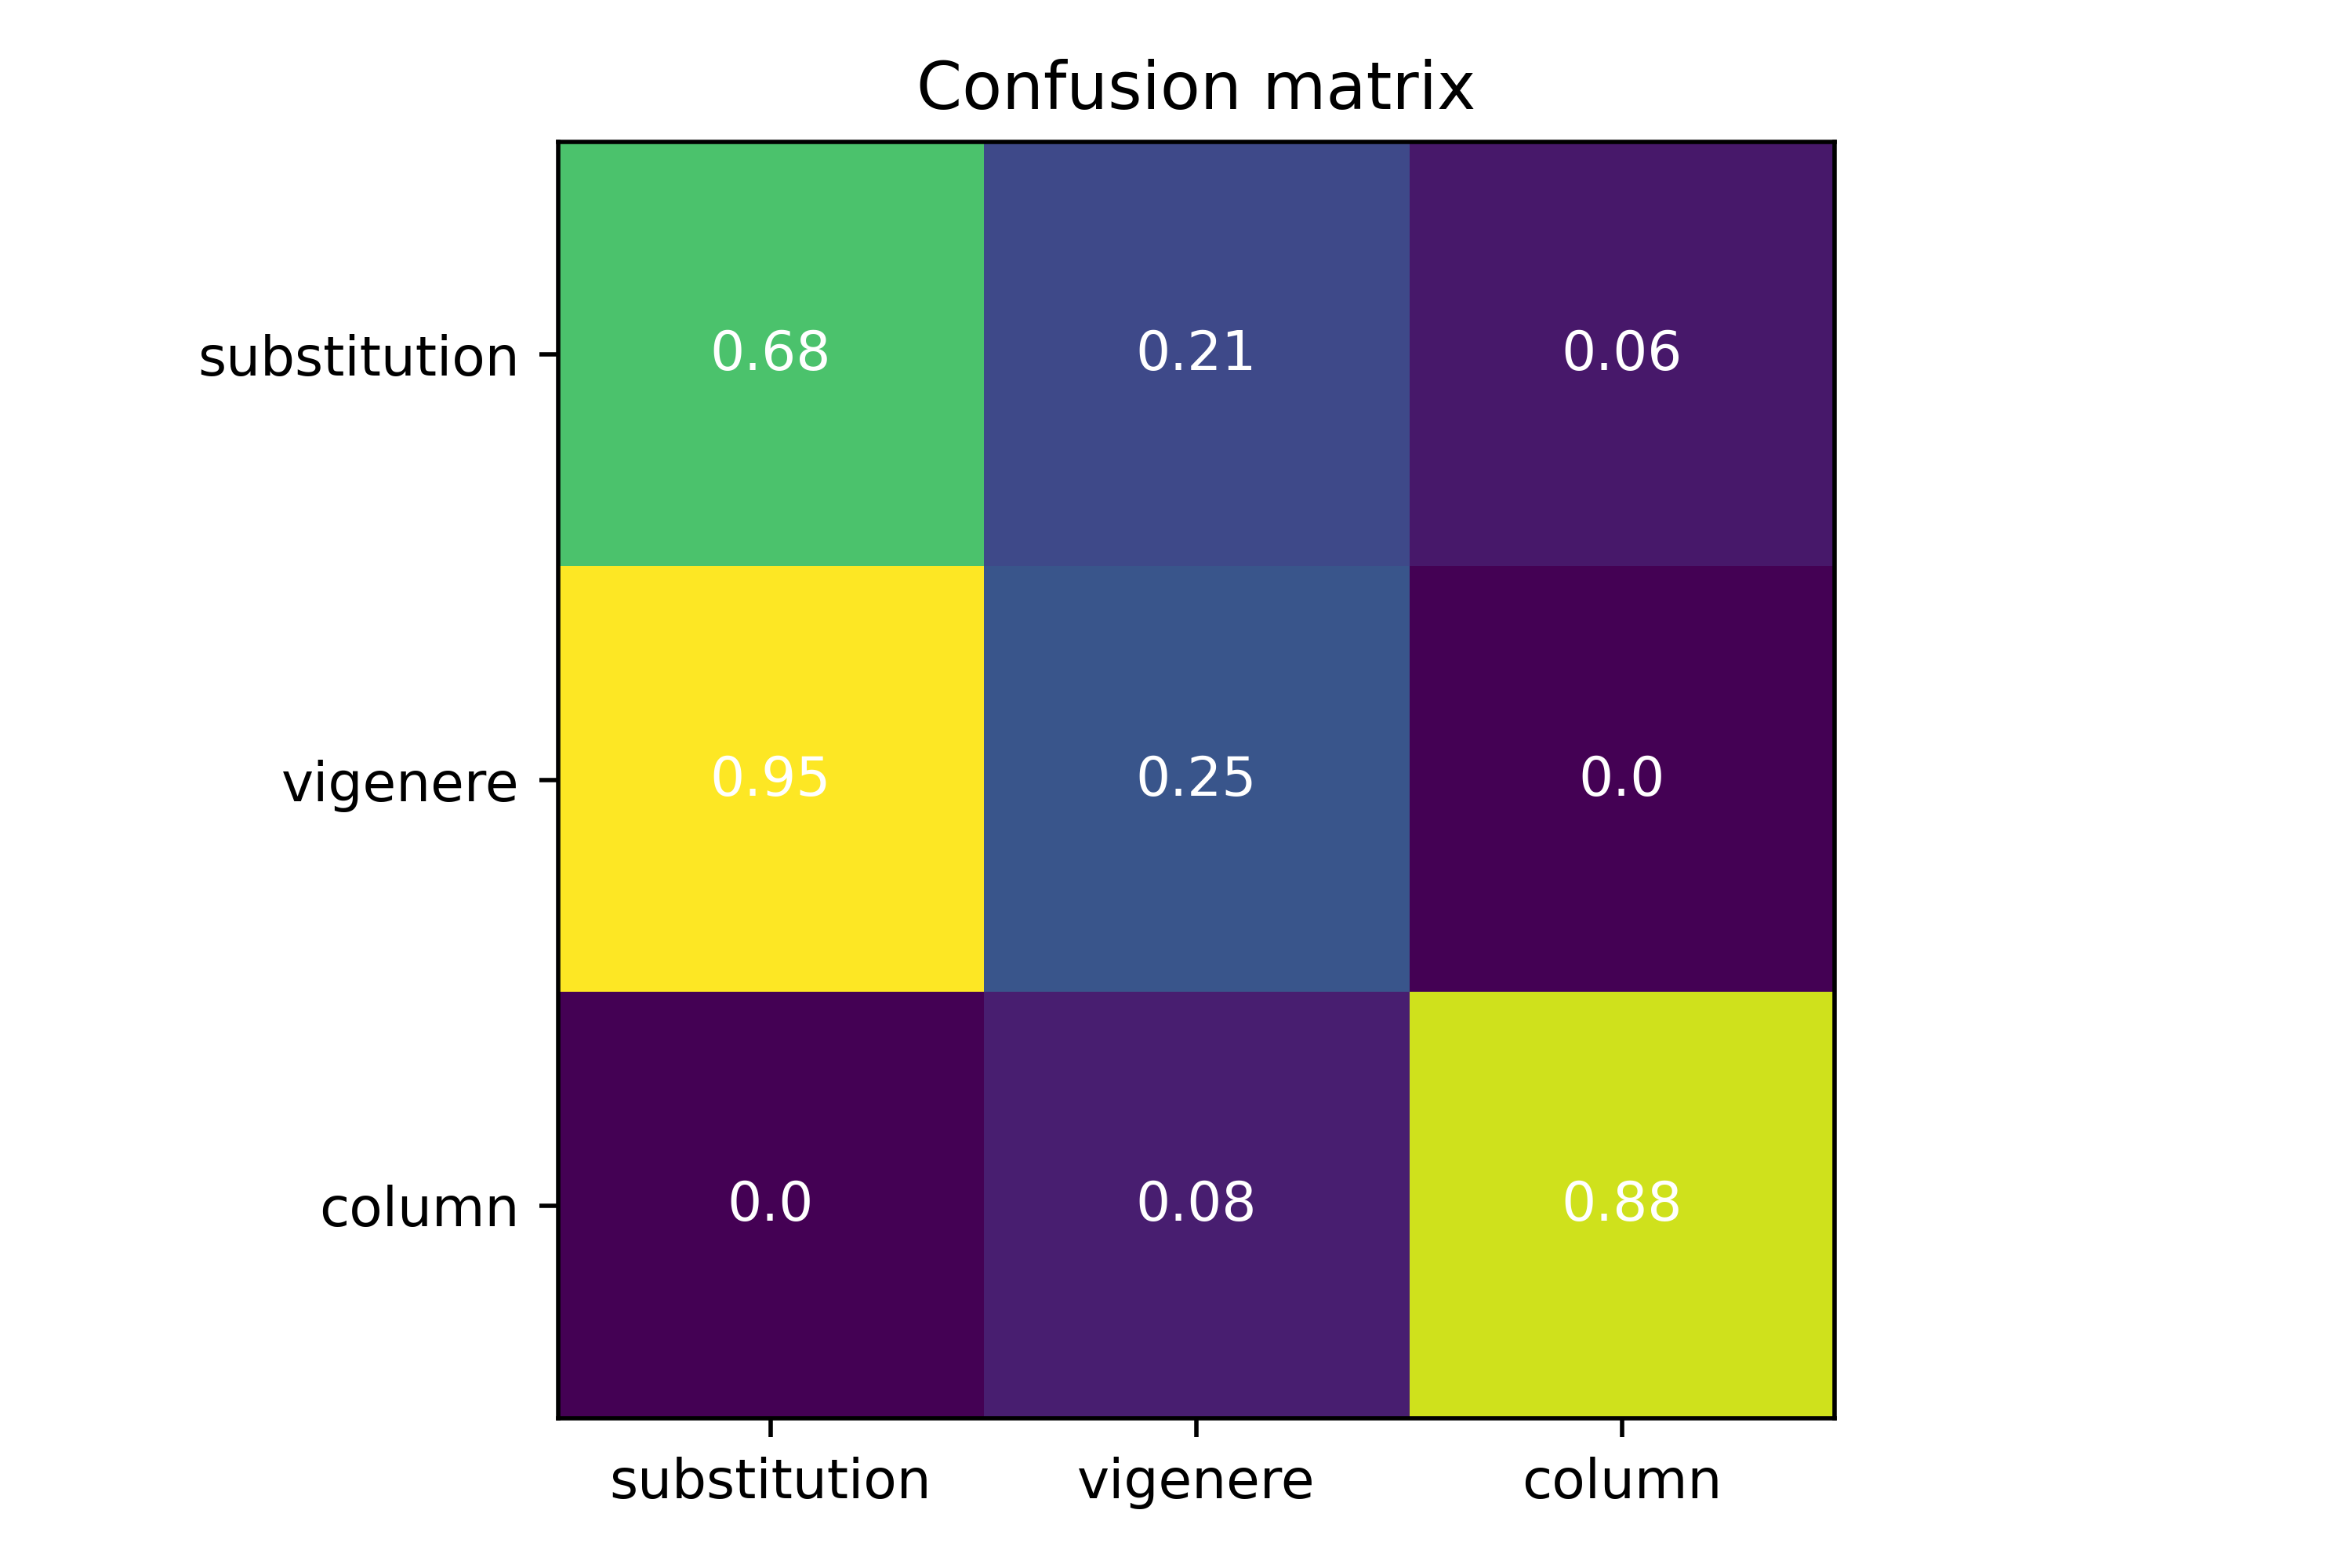 Confusion matrix
substitution 0.68 0.21 0.06
vigenere 0.95 0.25 0.0
column 0.0 0.08 0.88
substitution vigenere column